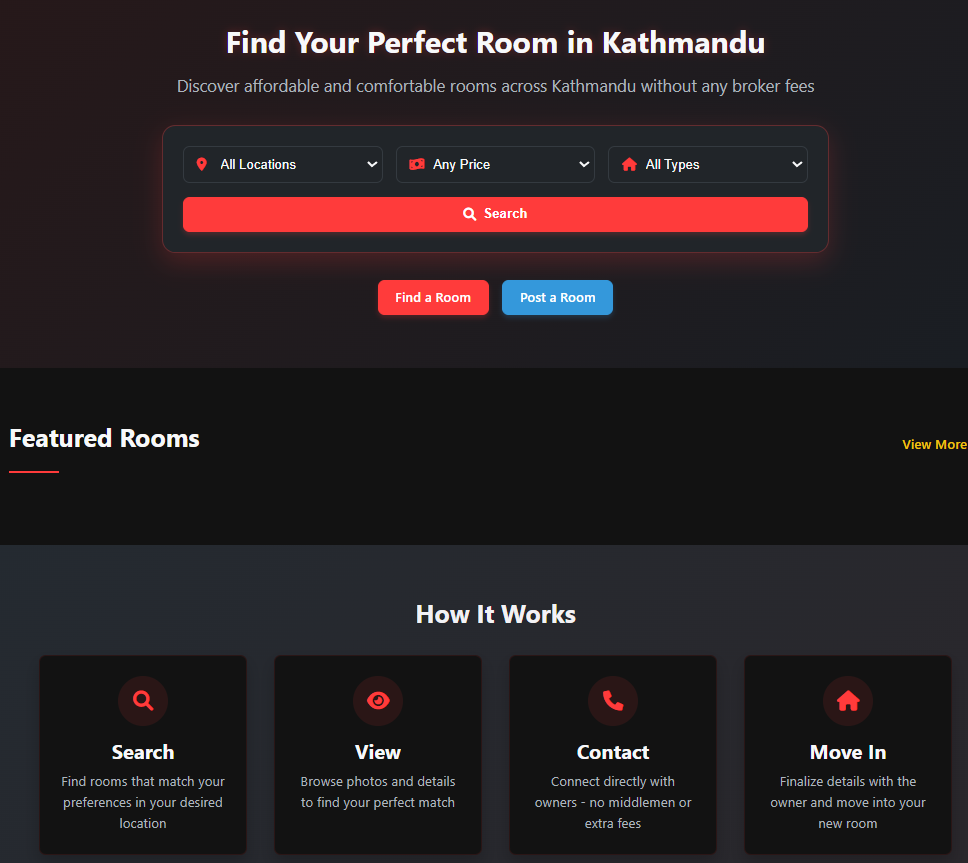 Find Your Perfect Room in Kathmandu
Discover affordable and comfortable rooms across Kathmandu without any broker fees
All Locations
Any Price
All Types
Search
Find a Room
Post a Room
Featured Rooms
View More
How It Works
Search
Find rooms that match your
preferences in your desired
location
View
Browse photos and details
to find your perfect match
Contact
Connect directly with
owners - no middlemen or
extra fees
Move In
Finalize details with the
owner and move into your
new room